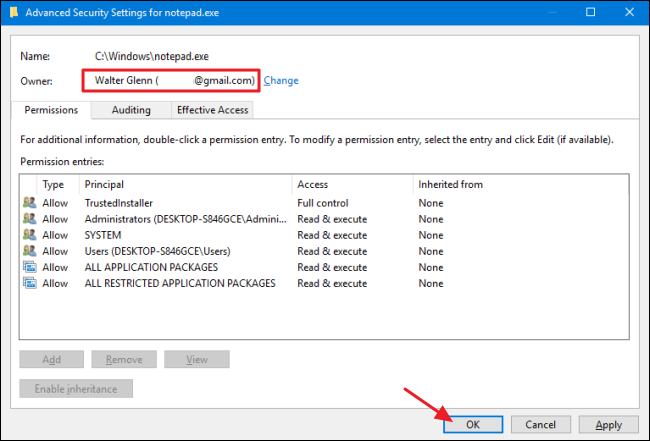 Advanced Security Settings for notepad.exe
Name: C:\Windows\notepad.exe
Owner: Walter Glenn ( @gmail.com) Change
Permissions Auditing Effective Access
For additional information, double-click a permission entry. To modify a permission entry, select the entry and click Edit (if available).
Permission entries:
Type Principal Access Inherited from
Allow TrustedInstaller Full control None
Allow Administrators (DESKTOP-S846GCE\Admini... Read & execute None
Allow SYSTEM Read & execute None
Allow Users (DESKTOP-S846GCE\Users) Read & execute None
Allow ALL APPLICATION PACKAGES Read & execute None
Allow ALL RESTRICTED APPLICATION PACKAGES Read & execute None
Add Remove View
Enable inheritance
OK Cancel Apply